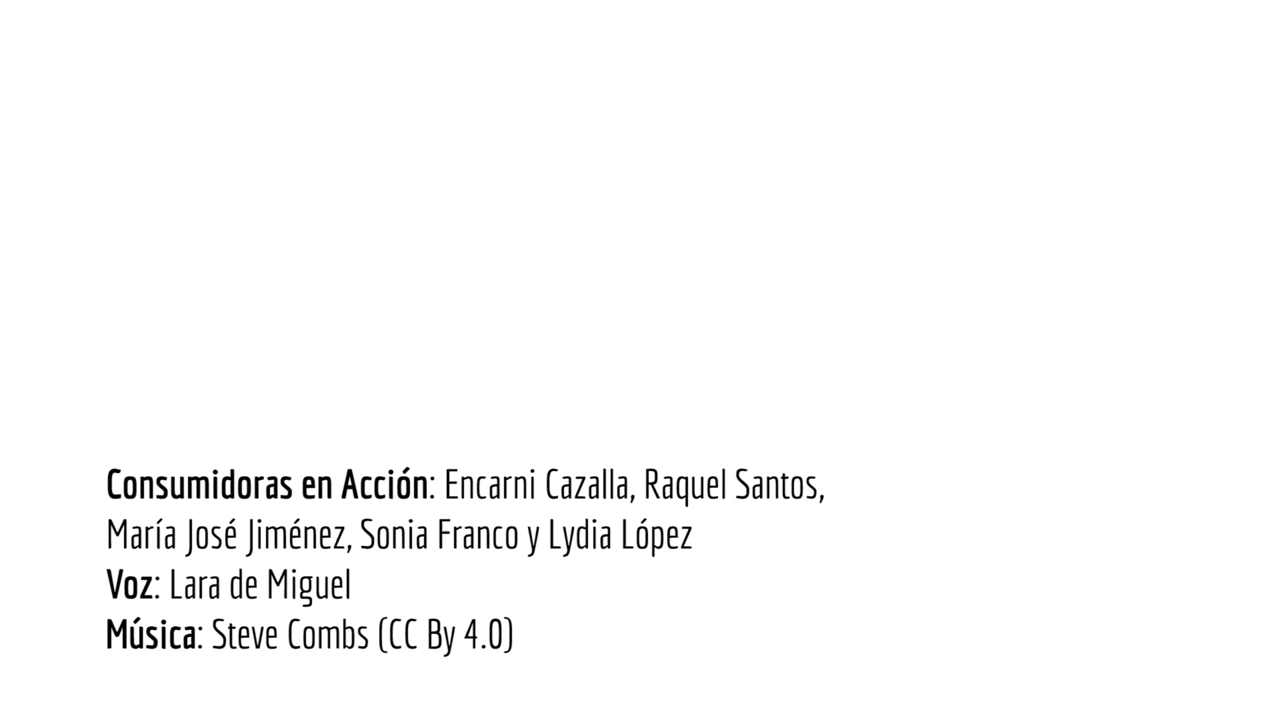 Consumidoras en Acción: Encarni Cazalla, Raquel Santos,
María José Jiménez, Sonia Franco y Lydia López
Voz: Lara de Miguel
Música: Steve Combs (CC By 4.0)